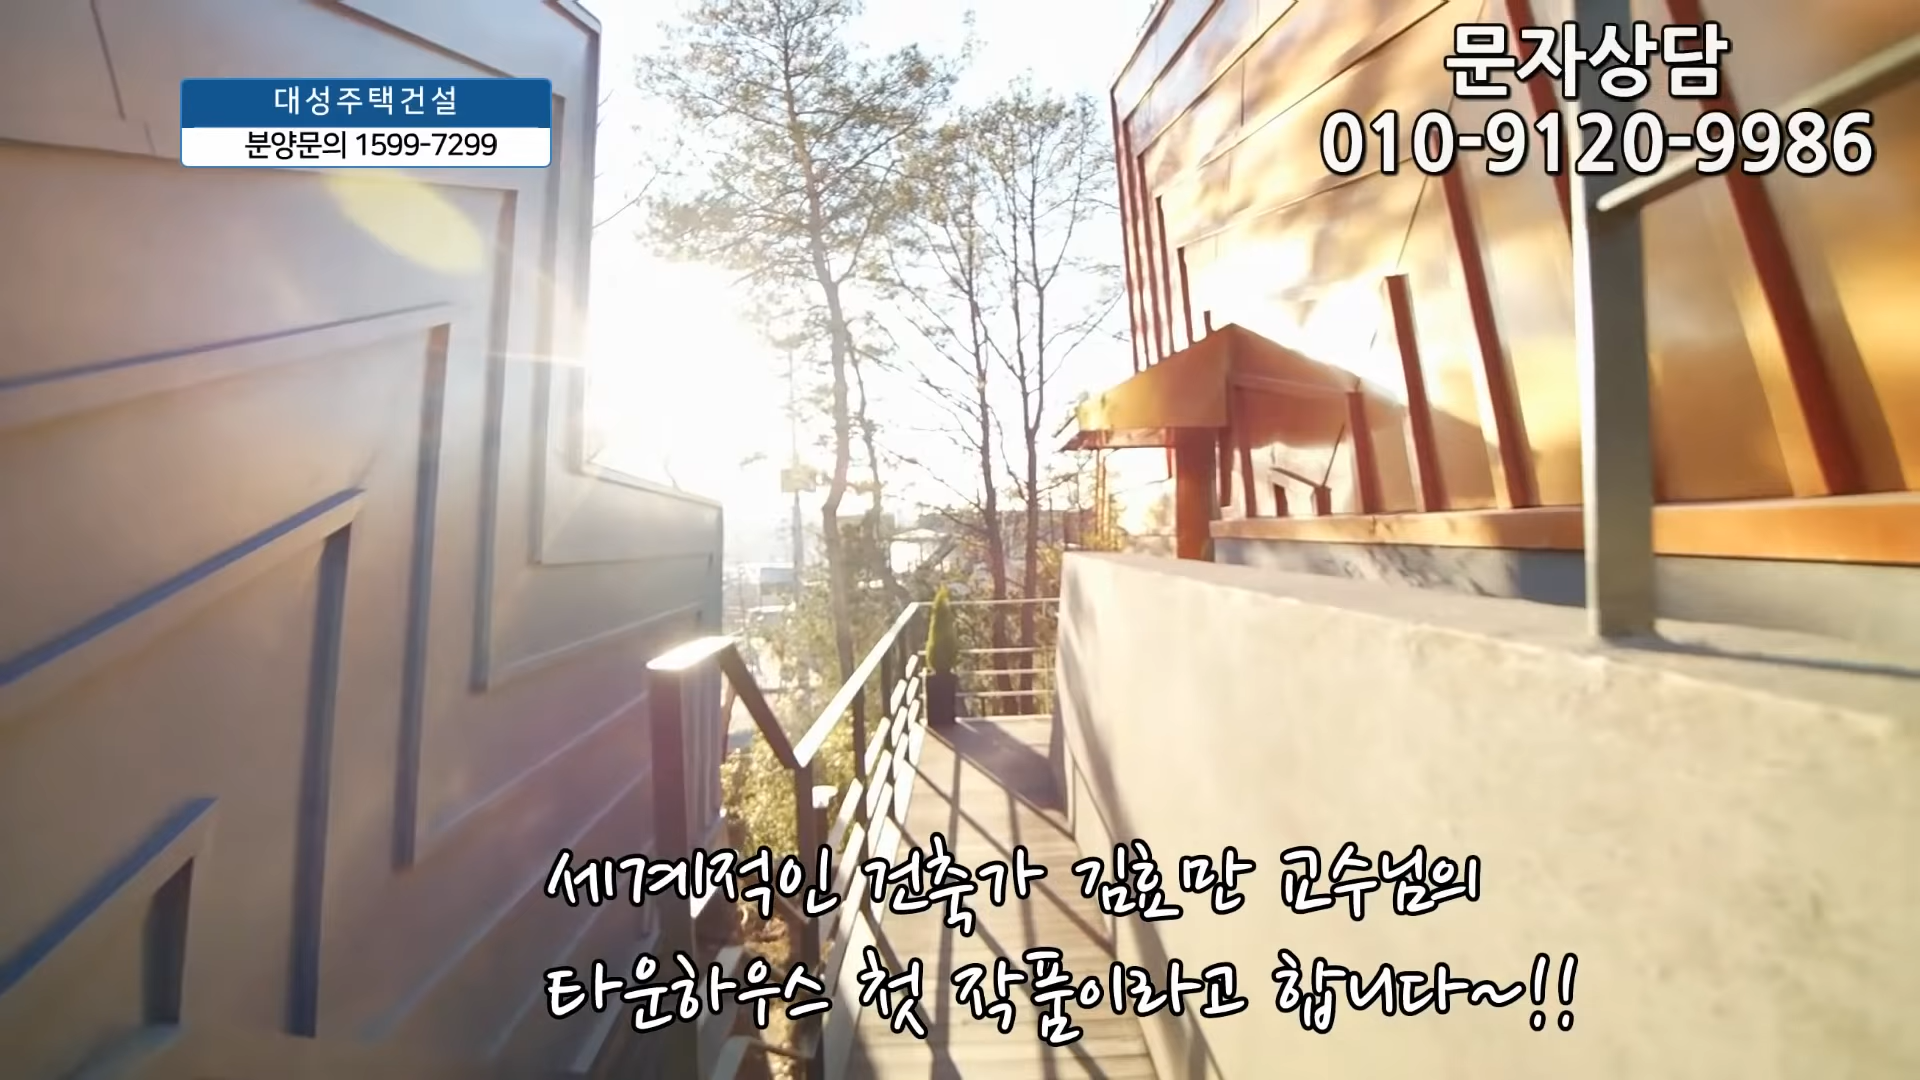 대성주택건설
분양문의 1599-7299
문자상담
010-9120-9986
세계적인 건축가 김효만 교수님의
타운하우스 첫 작품이라고 합니다~!!